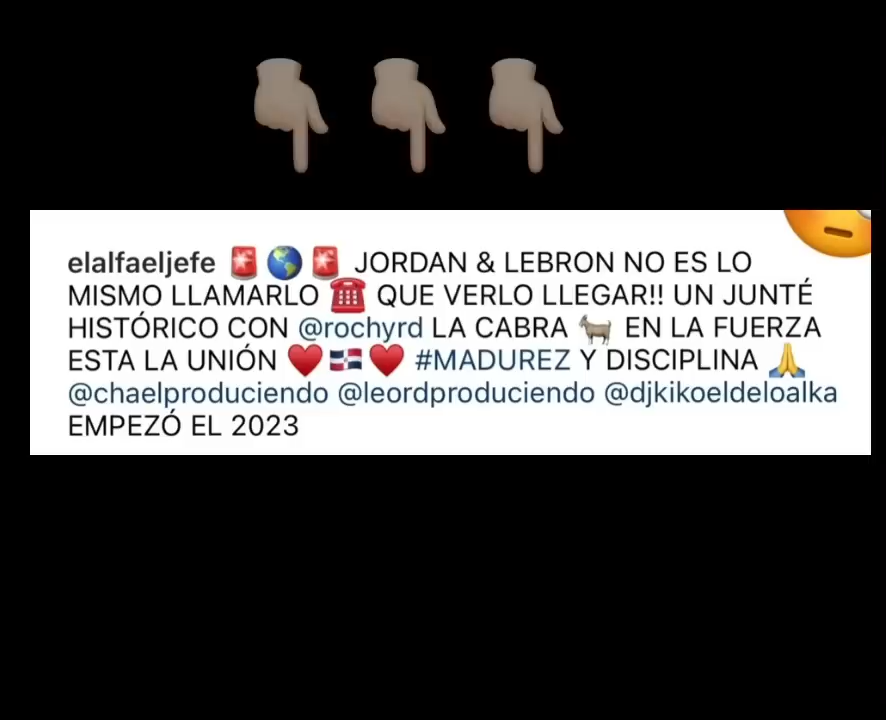 elalfaeljefe 🚨🌎🚨 JORDAN & LEBRON NO ES LO
MISMO LLAMARLO ☎️ QUE VERLO LLEGAR!! UN JUNTÉ
HISTÓRICO CON @rochyrd LA CABRA 🐐 EN LA FUERZA
ESTA LA UNIÓN ♥️🇩🇴♥️ #MADUREZ Y DISCIPLINA 🙏
@chaelproduciendo @leordproduciendo @djkikoeldeloalka
EMPEZÓ EL 2023